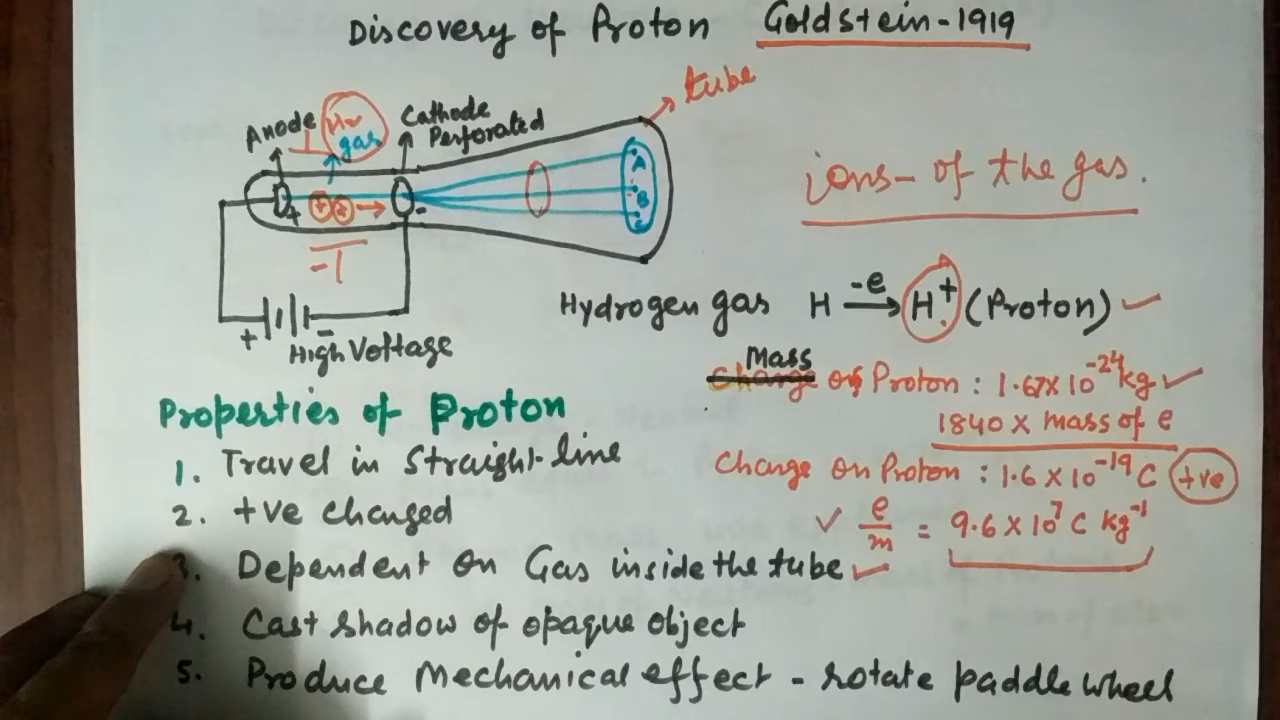 Discovery of Proton Goldstein-1919
tube
Anode
gas
Cathode
Perforated
A
B
C
+
-
ions- of the gas.
-1
Hydrogen gas H -e→ H+ (Proton) ✓
+ -
High Voltage
Mass
Charge of Proton : 1.67x10⁻²⁴kg ✓
1840 x mass of e
Properties of Proton
1. Travel in Straight-line
Charge on Proton : 1.6 x 10⁻¹⁹ C +ve
2. +ve charged
✓ e/m = 9.6 x 10⁷ C kg⁻¹
3. Dependent on Gas inside the tube ✓
4. Cast shadow of opaque object
5. Produce Mechanical effect - rotate paddle wheel